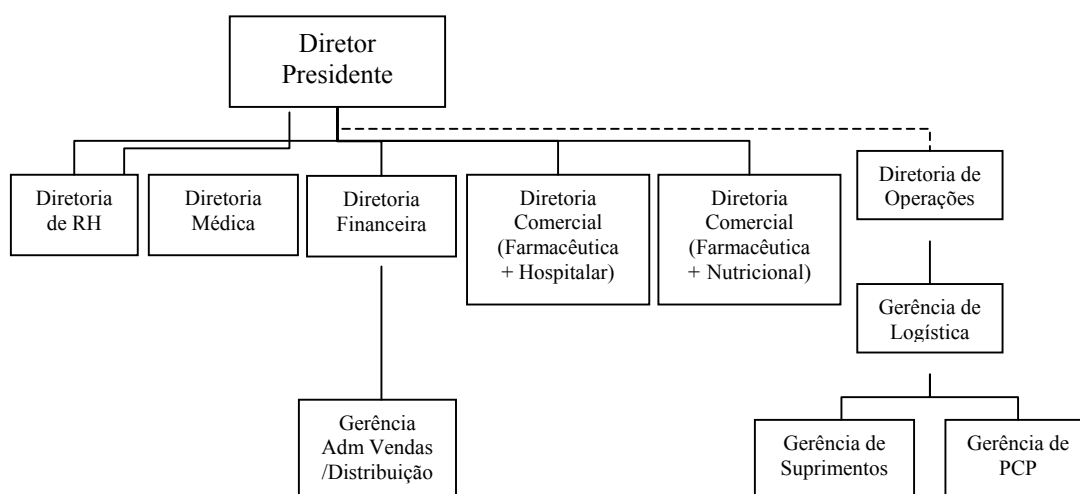 Diretor
Presidente
Diretoria
de RH
Diretoria
Médica
Diretoria
Financeira
Diretoria
Comercial
(Farmacêutica
+ Hospitalar)
Diretoria
Comercial
(Farmacêutica
+ Nutricional)
Diretoria de
Operações
Gerência de
Logística
Gerência
Adm Vendas
/Distribuição
Gerência de
Suprimentos
Gerência de
PCP